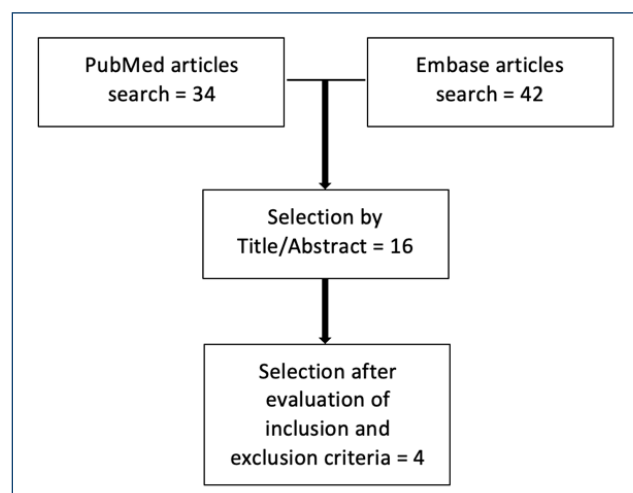 PubMed articles
search = 34
Embase articles
search = 42
Selection by
Title/Abstract = 16
Selection after
evaluation of
inclusion and
exclusion criteria = 4